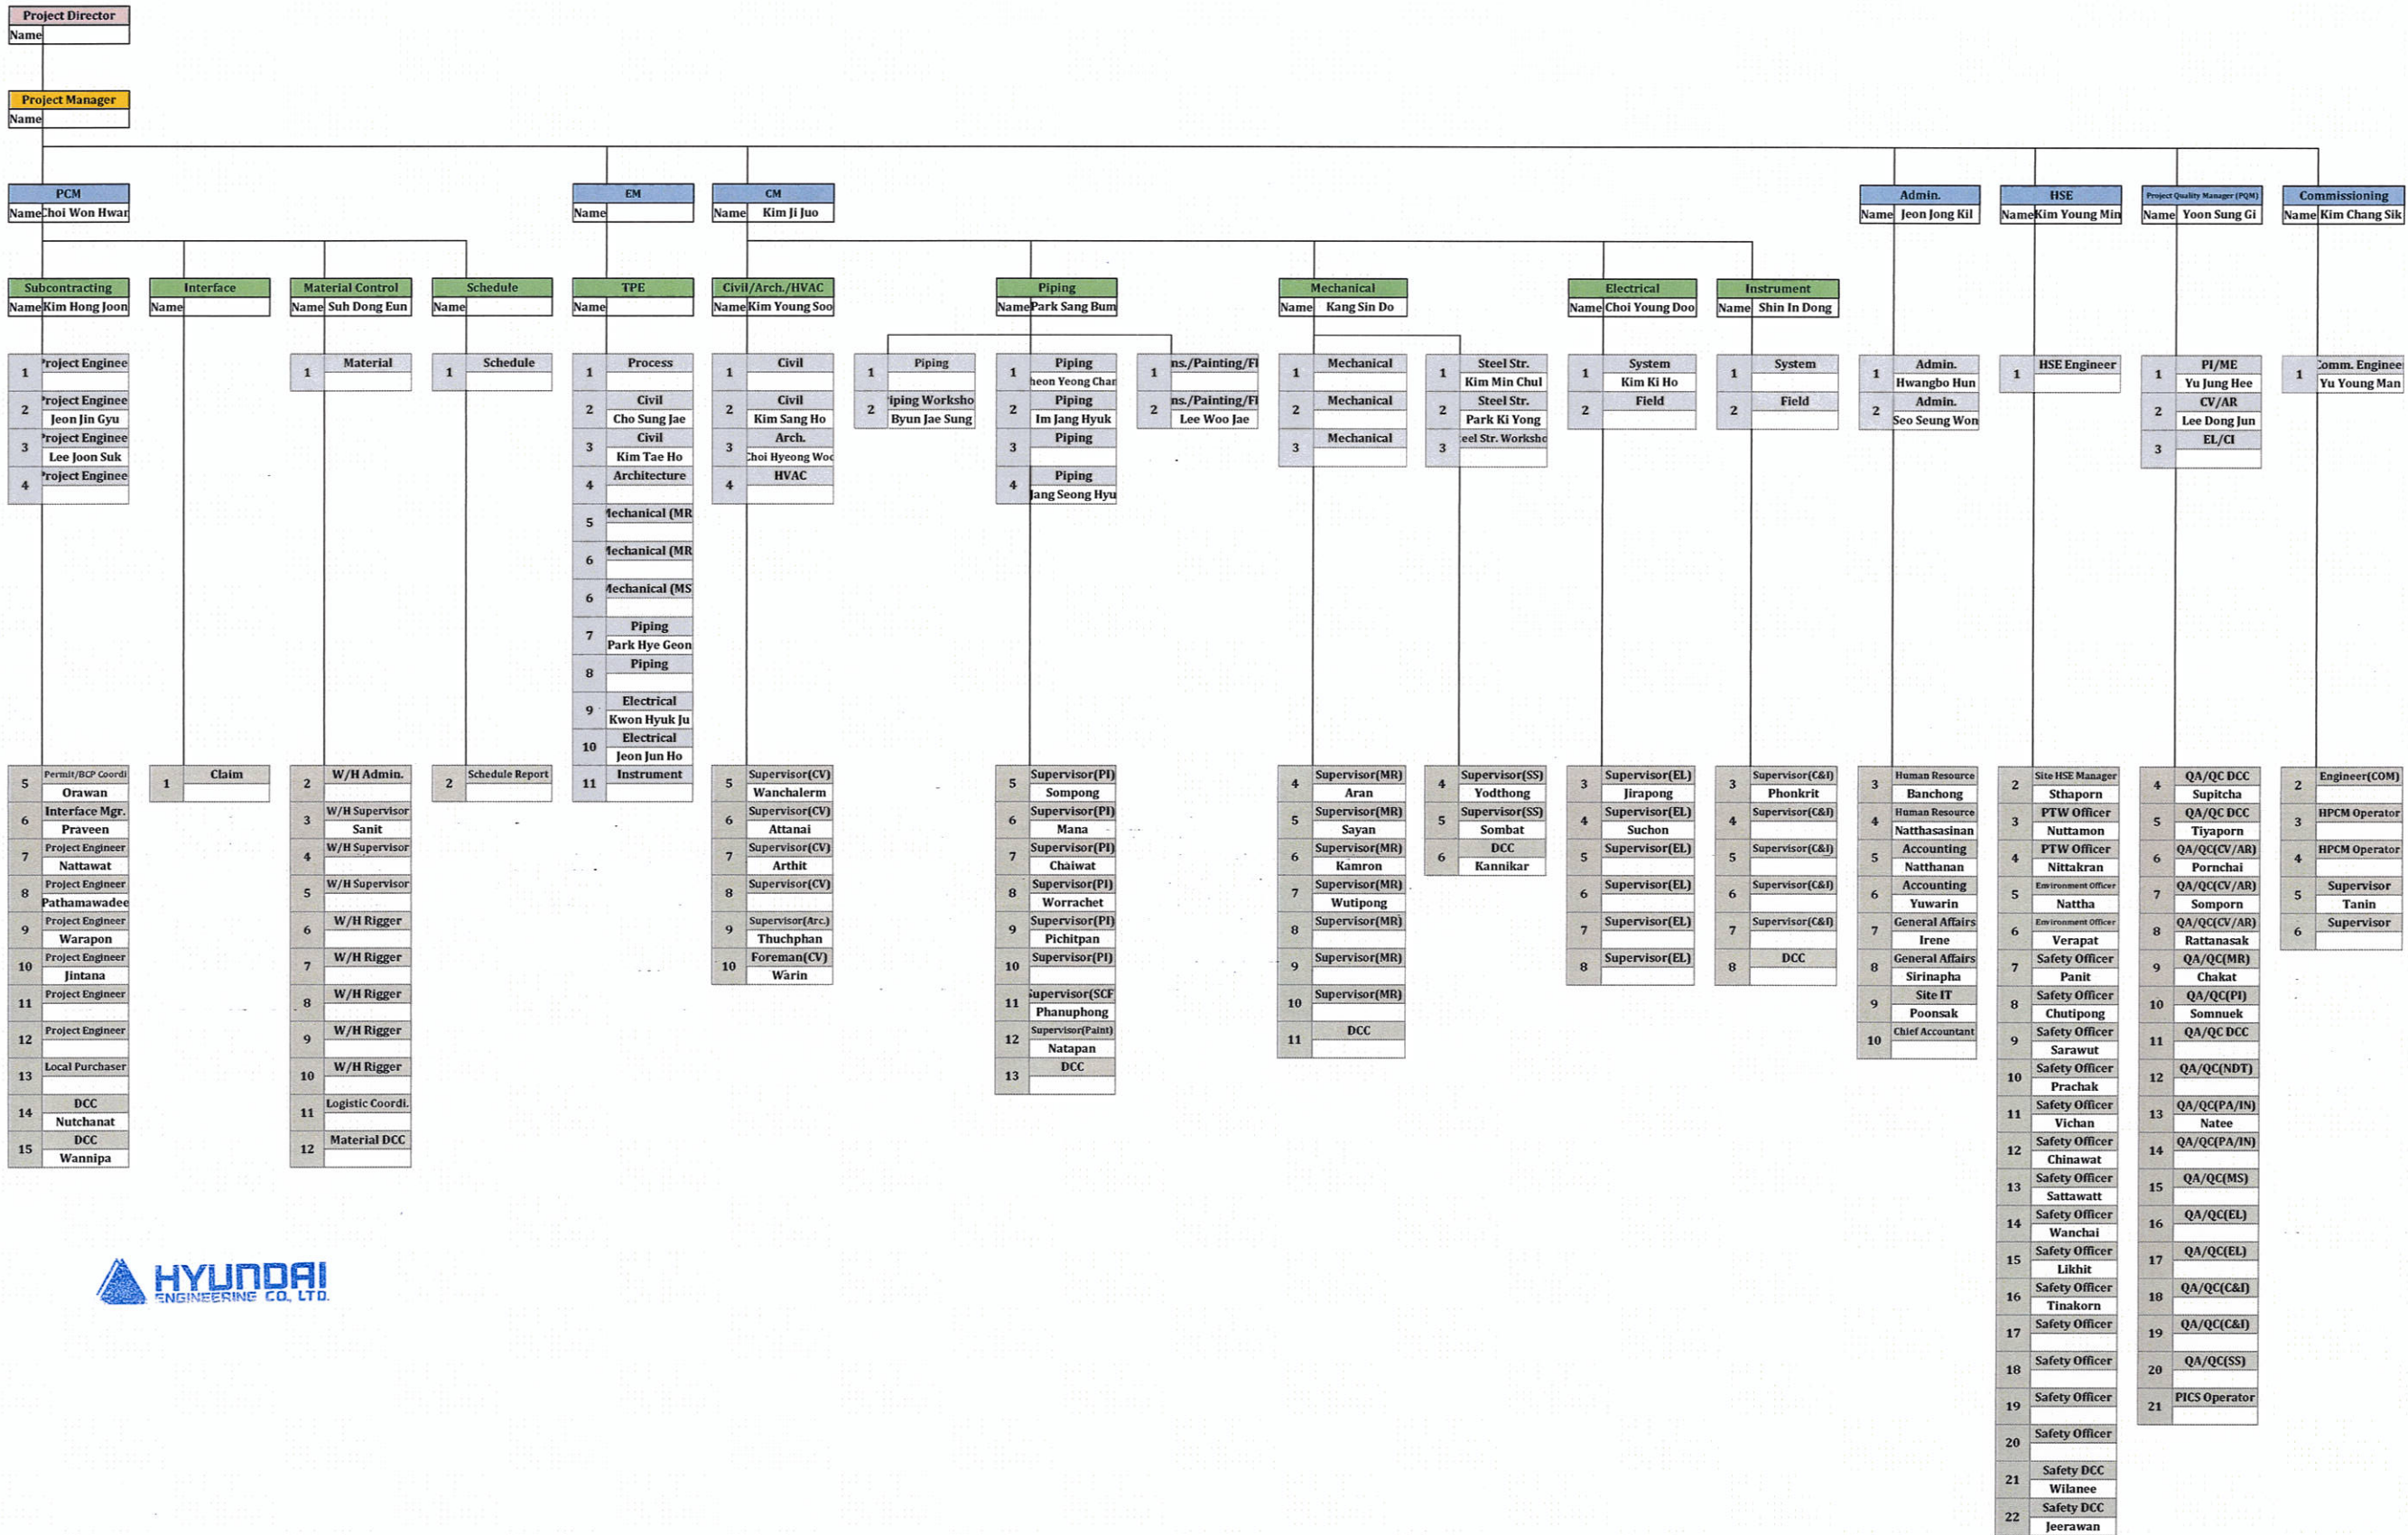 Project Director
Name
Project Manager
Name
PCM
Name Choi Won Hwan
EM
Name
CM
Name Kim Ji Juo
Admin.
Name Jeon Jong Kil
HSE
Name Kim Young Min
Project Quality Manager (PQM)
Name Yoon Sung Gi
Commissioning
Name Kim Chang Sik
Subcontracting
Name Kim Hong Joon
Interface
Name
Material Control
Name Suh Dong Eun
Schedule
Name
TPE
Name
Civil/Arch./HVAC
Name Kim Young Soo
Piping
Name Park Sang Bum
Mechanical
Name Kang Sin Do
Electrical
Name Choi Young Doo
Instrument
Name Shin In Dong
1 Project Enginee
2 Project Enginee
Jeon Jin Gyu
3 Project Enginee
Lee Joon Suk
4 Project Enginee
1 Material
1 Schedule
1 Process
2 Civil
Cho Sung Jae
3 Civil
Kim Tae Ho
4 Architecture
5 Mechanical (MR
6 Mechanical (MR
6 Mechanical (MS
7 Piping
Park Hye Geon
8 Piping
9 Electrical
Kwon Hyuk Ju
10 Electrical
Jeon Jun Ho
11 Instrument
1 Civil
2 Civil
Kim Sang Ho
3 Arch.
Choi Hyeong Woo
4 HVAC
1 Piping
2 iping Worksho
Byun Jae Sung
1 Piping
heon Yeong Chan
2 Piping
Im Jang Hyuk
3 Piping
4 Piping
Jang Seong Hyu
1 ns./Painting/Fi
2 ns./Painting/Fi
Lee Woo Jae
1 Mechanical
2 Mechanical
3 Mechanical
1 Steel Str.
Kim Min Chul
2 Steel Str.
Park Ki Yong
3 teel Str. Worksho
1 System
Kim Ki Ho
2 Field
1 System
2 Field
1 Admin.
Hwangbo Hun
2 Admin.
Seo Seung Won
1 HSE Engineer
1 PI/ME
Yu Jung Hee
2 CV/AR
Lee Dong Jun
3 EL/CI
1 Comm. Enginee
Yu Young Man
5 Permit/BCP Coordi
Orawan
6 Interface Mgr.
Praveen
7 Project Engineer
Nattawat
8 Project Engineer
Pathamawadee
9 Project Engineer
Warapon
10 Project Engineer
Jintana
11 Project Engineer
12 Project Engineer
13 Local Purchaser
14 DCC
Nutchanat
15 DCC
Wannipa
1 Claim
2 W/H Admin.
3 W/H Supervisor
Sanit
4 W/H Supervisor
5 W/H Supervisor
6 W/H Rigger
7 W/H Rigger
8 W/H Rigger
9 W/H Rigger
10 W/H Rigger
11 Logistic Coordi.
12 Material DCC
2 Schedule Report
5 Supervisor(CV)
Wanchalerm
6 Supervisor(CV)
Attanai
7 Supervisor(CV)
Arthit
8 Supervisor(CV)
9 Supervisor(Arc.)
Thuchphan
10 Foreman(CV)
Warin
5 Supervisor(PI)
Sompong
6 Supervisor(PI)
Mana
7 Supervisor(PI)
Chaiwat
8 Supervisor(PI)
Worrachet
9 Supervisor(PI)
Pichitpan
10 Supervisor(PI)
11 Supervisor(SCF
Phanuphong
12 Supervisor(Paint)
Natapan
13 DCC
4 Supervisor(MR)
Aran
5 Supervisor(MR)
Sayan
6 Supervisor(MR)
Kamron
7 Supervisor(MR)
Wutipong
8 Supervisor(MR)
9 Supervisor(MR)
10 Supervisor(MR)
11 DCC
4 Supervisor(SS)
Yodthong
5 Supervisor(SS)
Sombat
6 DCC
Kannikar
3 Supervisor(EL)
Jirapong
4 Supervisor(EL)
Suchon
5 Supervisor(EL)
6 Supervisor(EL)
7 Supervisor(EL)
8 Supervisor(EL)
3 Supervisor(C&I)
Phonkrit
4 Supervisor(C&I)
5 Supervisor(C&I)
6 Supervisor(C&I)
7 Supervisor(C&I)
8 DCC
3 Human Resource
Banchong
4 Human Resource
Natthasasinan
5 Accounting
Natthanan
6 Accounting
Yuwarin
7 General Affairs
Irene
8 General Affairs
Sirinapha
9 Site IT
Poonsak
10 Chief Accountant
2 Site HSE Manager
Sthaporn
3 PTW Officer
Nuttamon
4 PTW Officer
Nittakran
5 Environment Officer
Nattha
6 Environment Officer
Verapat
7 Safety Officer
Panit
8 Safety Officer
Chutipong
9 Safety Officer
Sarawut
10 Safety Officer
Prachak
11 Safety Officer
Vichan
12 Safety Officer
Chinawat
13 Safety Officer
Sattawatt
14 Safety Officer
Wanchai
15 Safety Officer
Likhit
16 Safety Officer
Tinakorn
17 Safety Officer
18 Safety Officer
19 Safety Officer
20 Safety Officer
21 Safety DCC
Wilanee
22 Safety DCC
Jeerawan
4 QA/QC DCC
Supitcha
5 QA/QC DCC
Tiyaporn
6 QA/QC(CV/AR)
Pornchai
7 QA/QC(CV/AR)
Somporn
8 QA/QC(CV/AR)
Rattanasak
9 QA/QC(MR)
Chakat
10 QA/QC(PI)
Somnuek
11 QA/QC DCC
12 QA/QC(NDT)
13 QA/QC(PA/IN)
Natee
14 QA/QC(PA/IN)
15 QA/QC(MS)
16 QA/QC(EL)
17 QA/QC(EL)
18 QA/QC(C&I)
19 QA/QC(C&I)
20 QA/QC(SS)
21 PICS Operator
2 Engineer(COM)
3 HPCM Operator
4 HPCM Operator
5 Supervisor
Tanin
6 Supervisor
HYUNDAI
ENGINEERING CO., LTD.